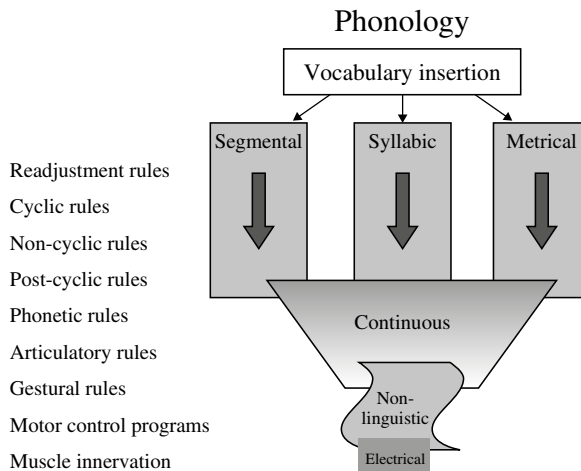 Phonology
Vocabulary insertion
Segmental
Syllabic
Metrical
Readjustment rules
Cyclic rules
Non-cyclic rules
Post-cyclic rules
Phonetic rules
Articulatory rules
Gestural rules
Motor control programs
Muscle innervation
Continuous
Non-
linguistic
Electrical